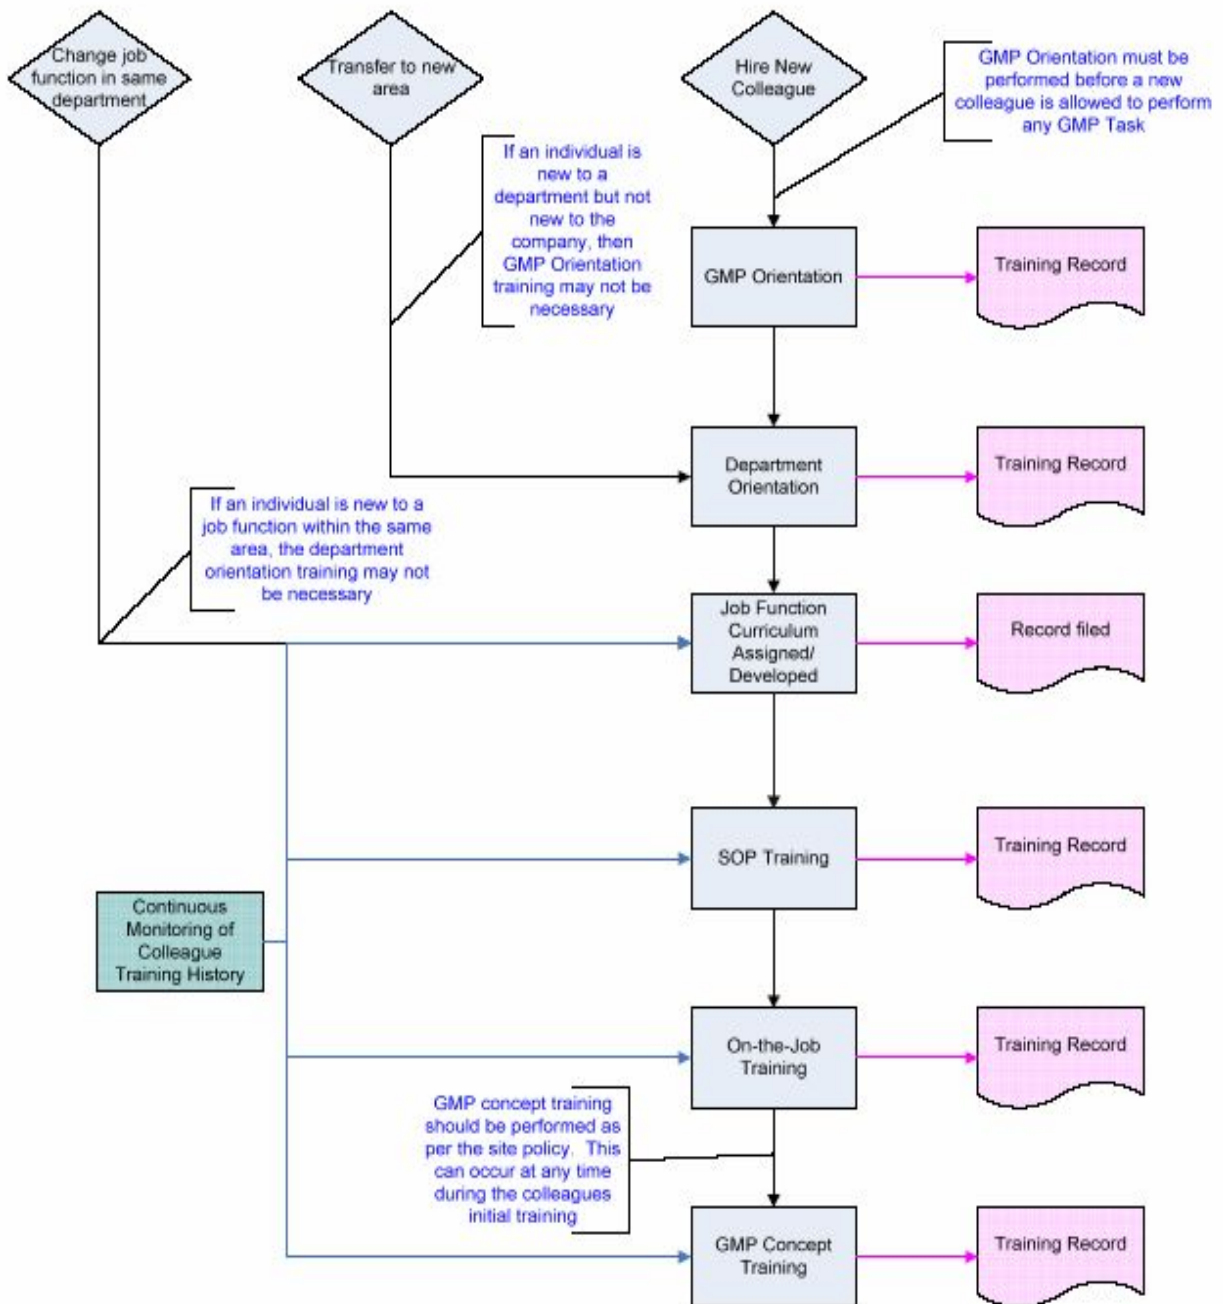 Change job
function in same
department
Transfer to new
area
Hire New
Colleague
GMP Orientation must be
performed before a new
colleague is allowed to perform
any GMP Task
If an individual is
new to a
department but not
new to the
company, then
GMP Orientation
training may not be
necessary
GMP Orientation
Training Record
Department
Orientation
Training Record
If an individual is new to a
job function within the same
area, the department
orientation training may not
be necessary
Job Function
Curriculum
Assigned/
Developed
Record filed
SOP Training
Training Record
Continuous
Monitoring of
Colleague
Training History
On-the-Job
Training
Training Record
GMP concept training
should be performed as
per the site policy. This
can occur at any time
during the colleagues
initial training
GMP Concept
Training
Training Record